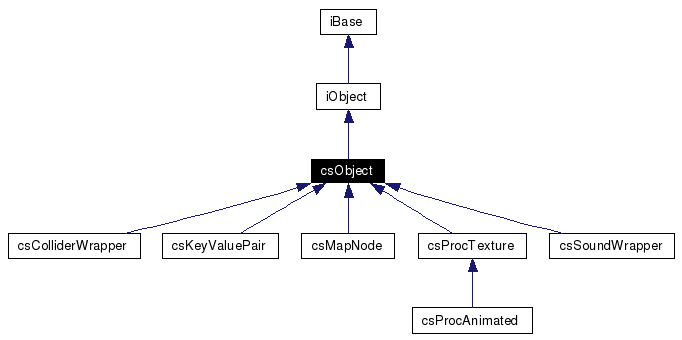 iBase
iObject
csObject
csColliderWrapper
csKeyValuePair
csMapNode
csProcTexture
csSoundWrapper
csProcAnimated